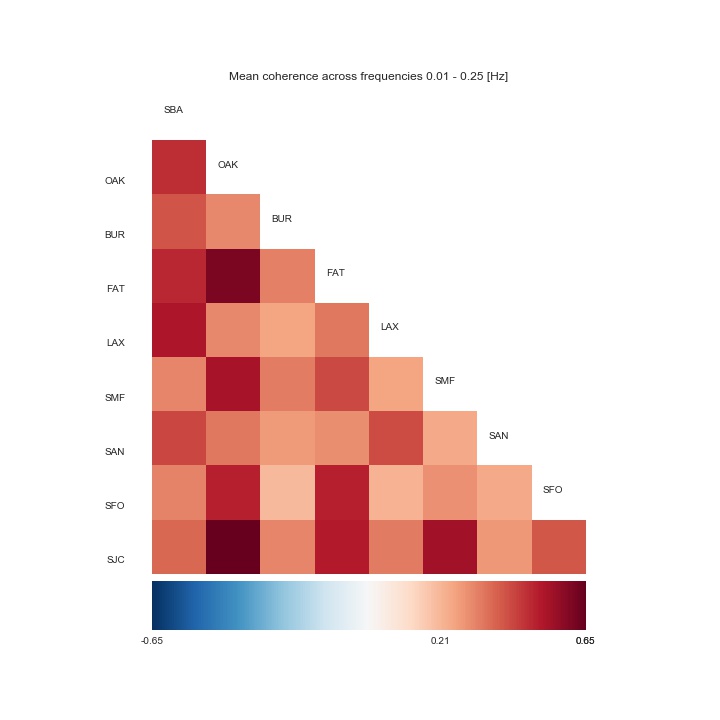 Mean coherence across frequencies 0.01 - 0.25 [Hz]
SBA
OAK
OAK
BUR
BUR
FAT
FAT
LAX
LAX
SMF
SMF
SAN
SAN
SFO
SFO
SJC
-0.65 0.21 0.65